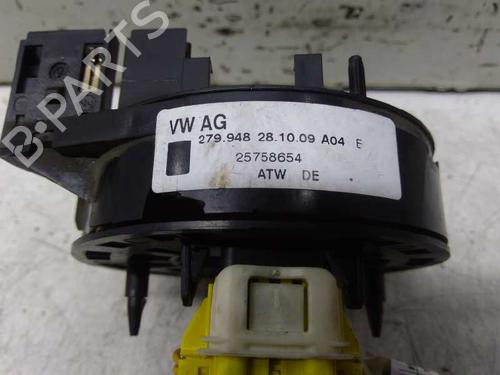 VW AG
279.948 28.10.09 A04 E
25758654
ATW DE
B-PARTS